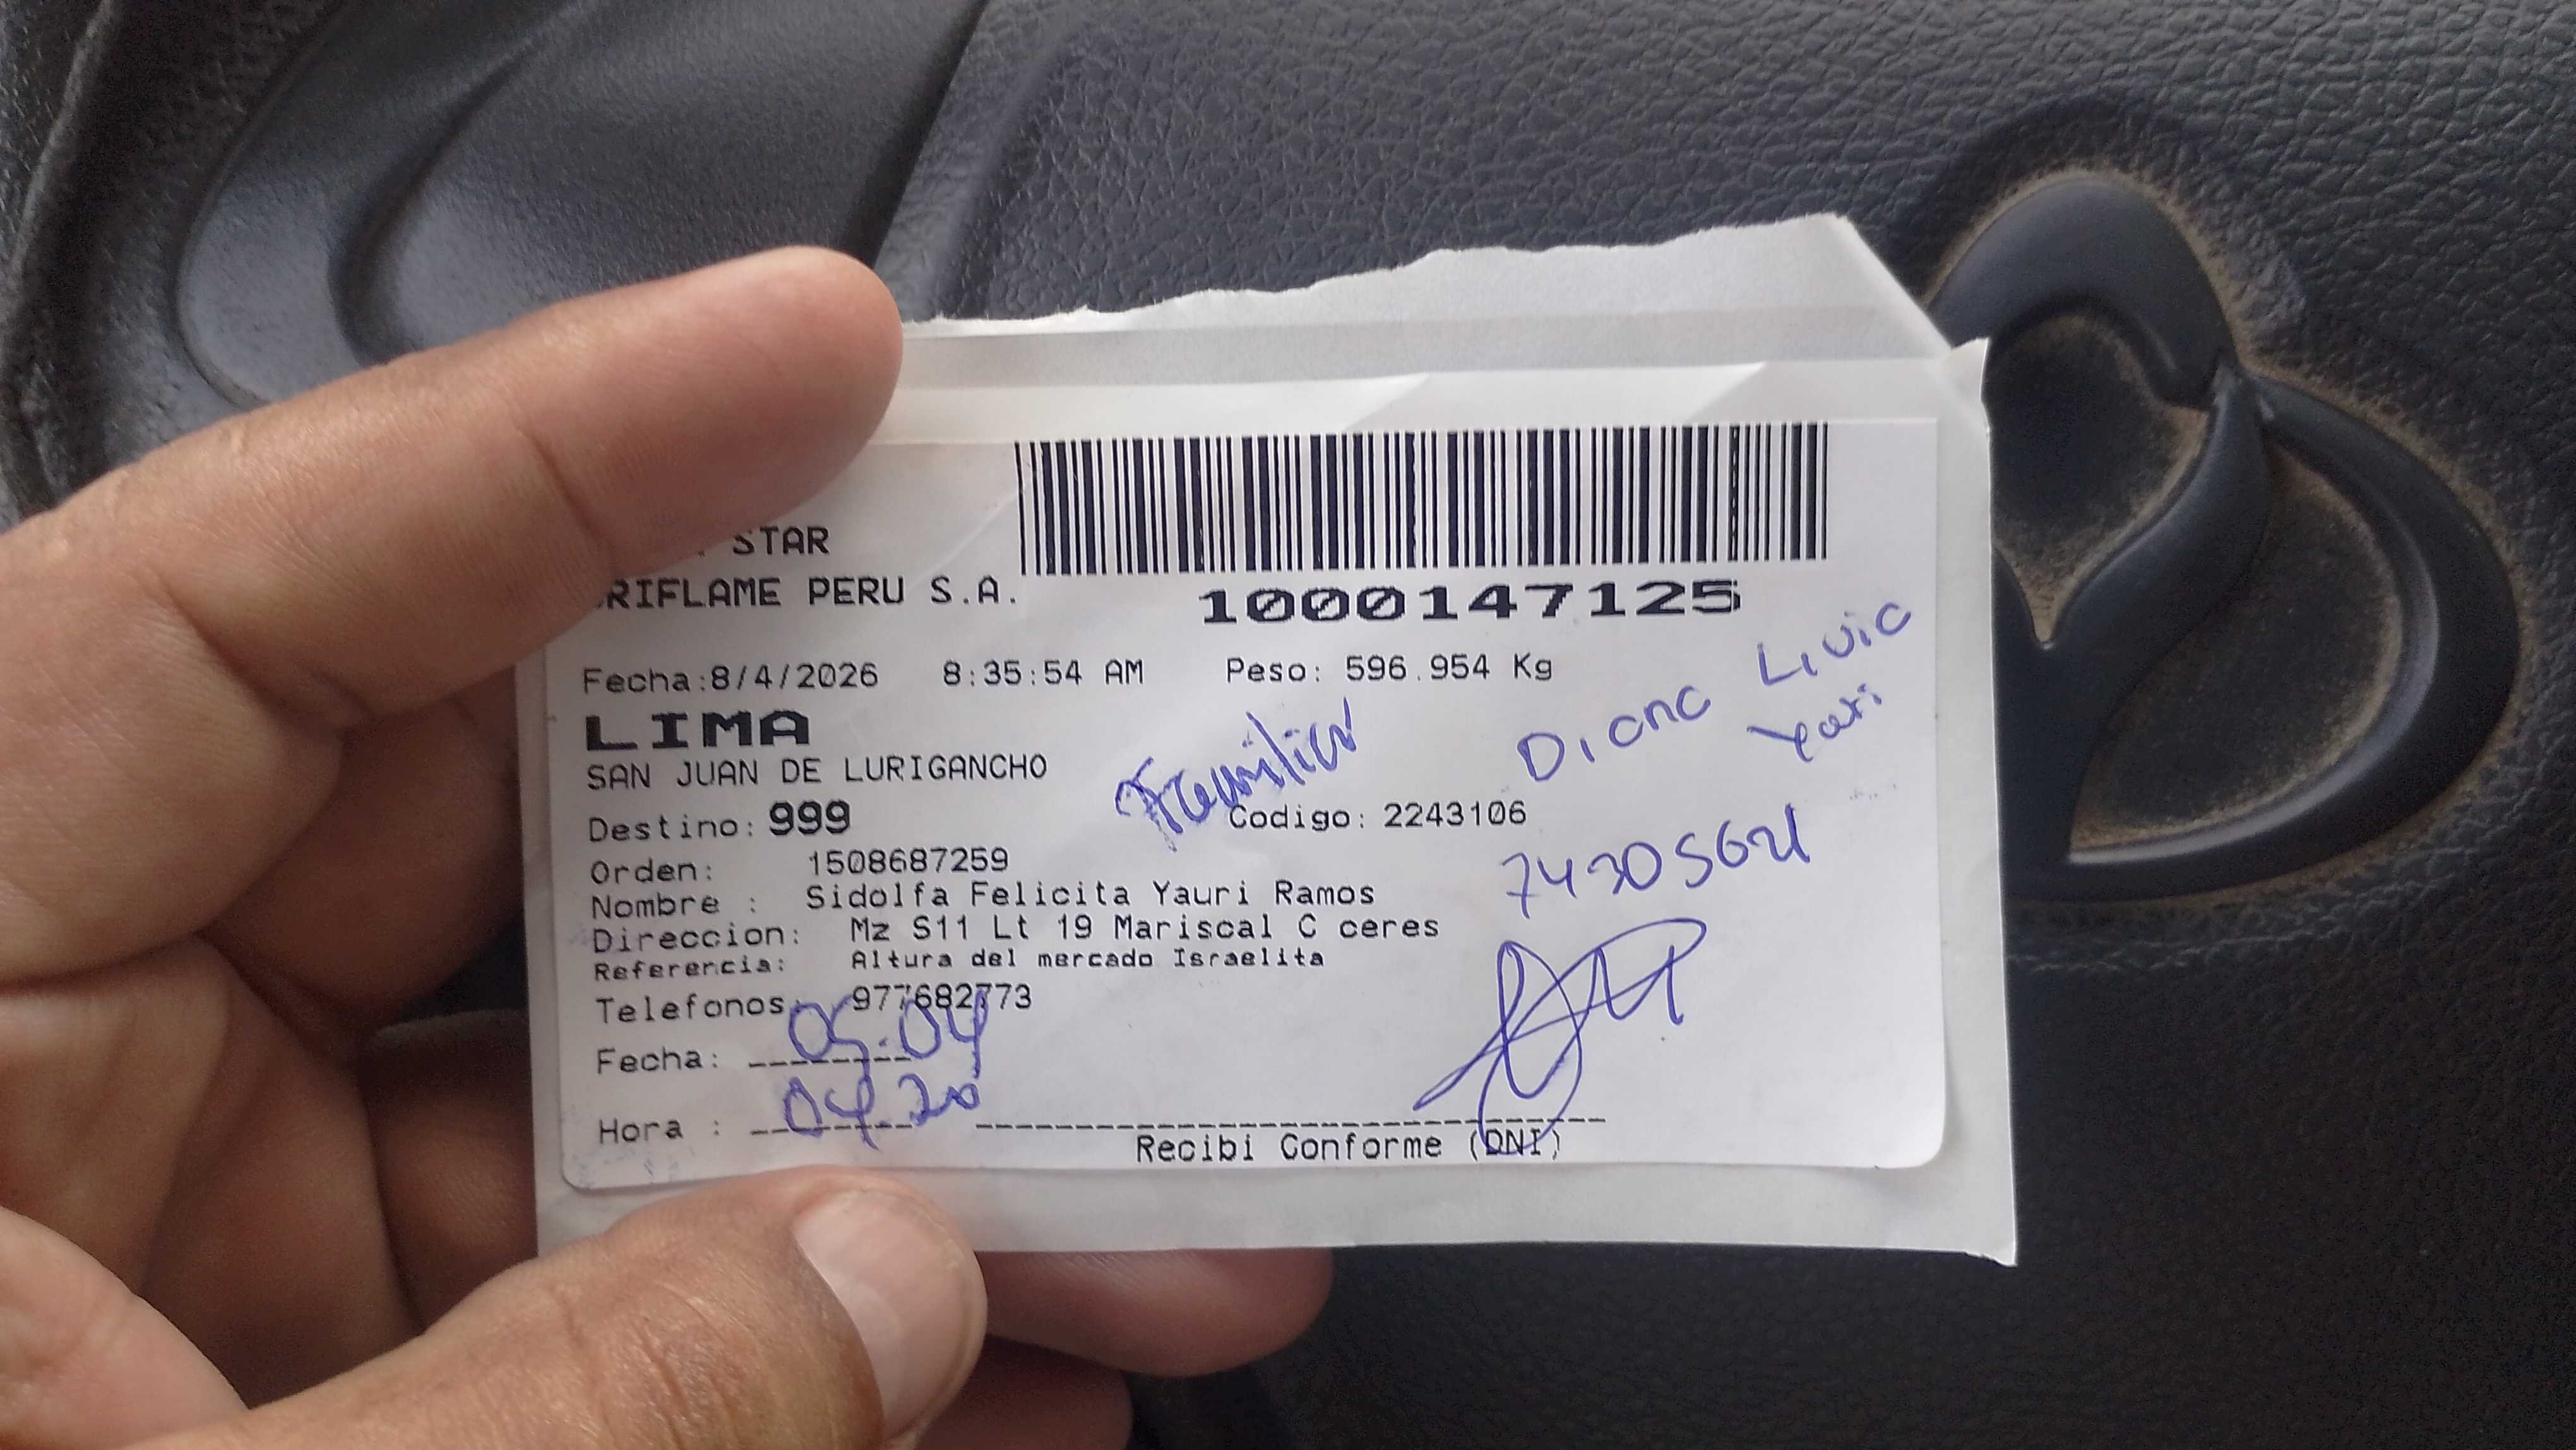 STAR
RIFLAME PERU S.A.
1000147125
Fecha:8/4/2026 8:35:54 AM Peso: 596.954 Kg
LIMA
SAN JUAN DE LURIGANCHO
Familiar
Diana Livia
Yauri
Destino: 999 Codigo: 2243106
74305621
Orden: 1508687259
Nombre : Sidolfa Felicita Yauri Ramos
Direccion: Mz S11 Lt 19 Mariscal C ceres
Referencia: Altura del mercado Israelita
Telefonos: 977682773
Fecha: 09.04
Hora : 04.20
Recibi Conforme (DNI)